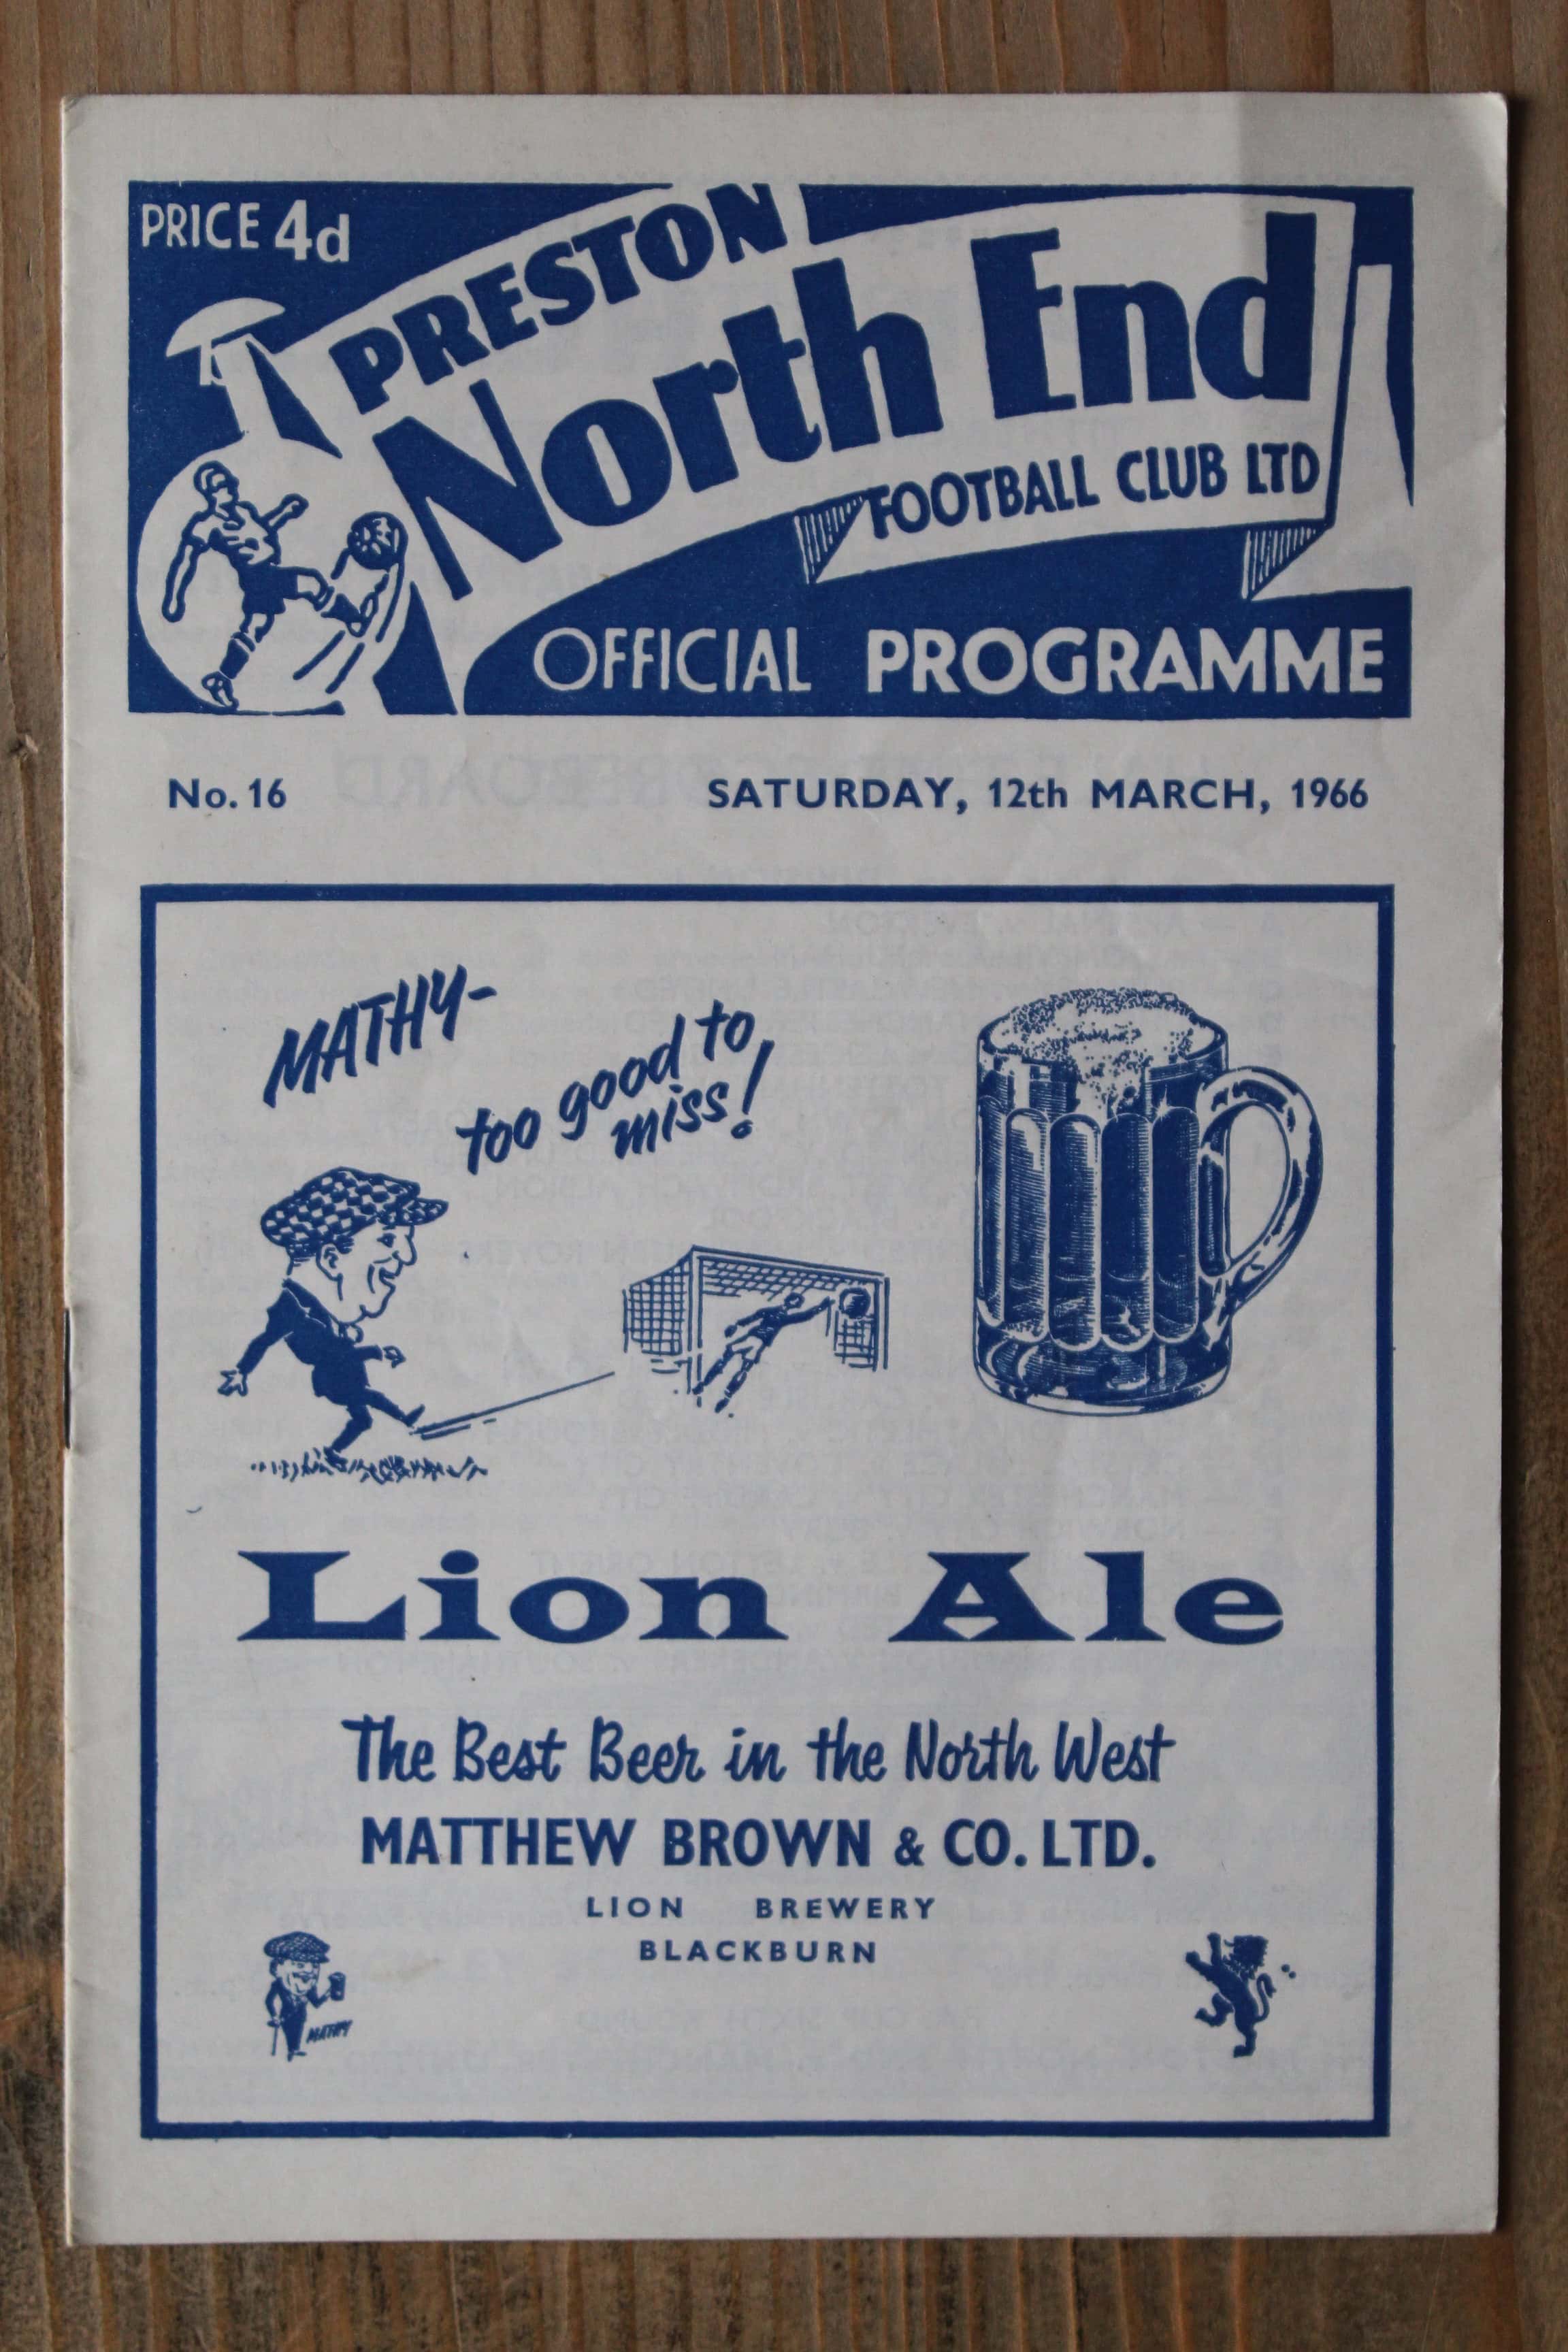 PRICE 4d
PRESTON
North End
FOOTBALL CLUB LTD
OFFICIAL PROGRAMME
No. 16 SATURDAY, 12th MARCH, 1966
MATHY-
too good to
miss!
Lion Ale
The Best Beer in the North West
MATTHEW BROWN & CO. LTD.
LION BREWERY
BLACKBURN
MATHY